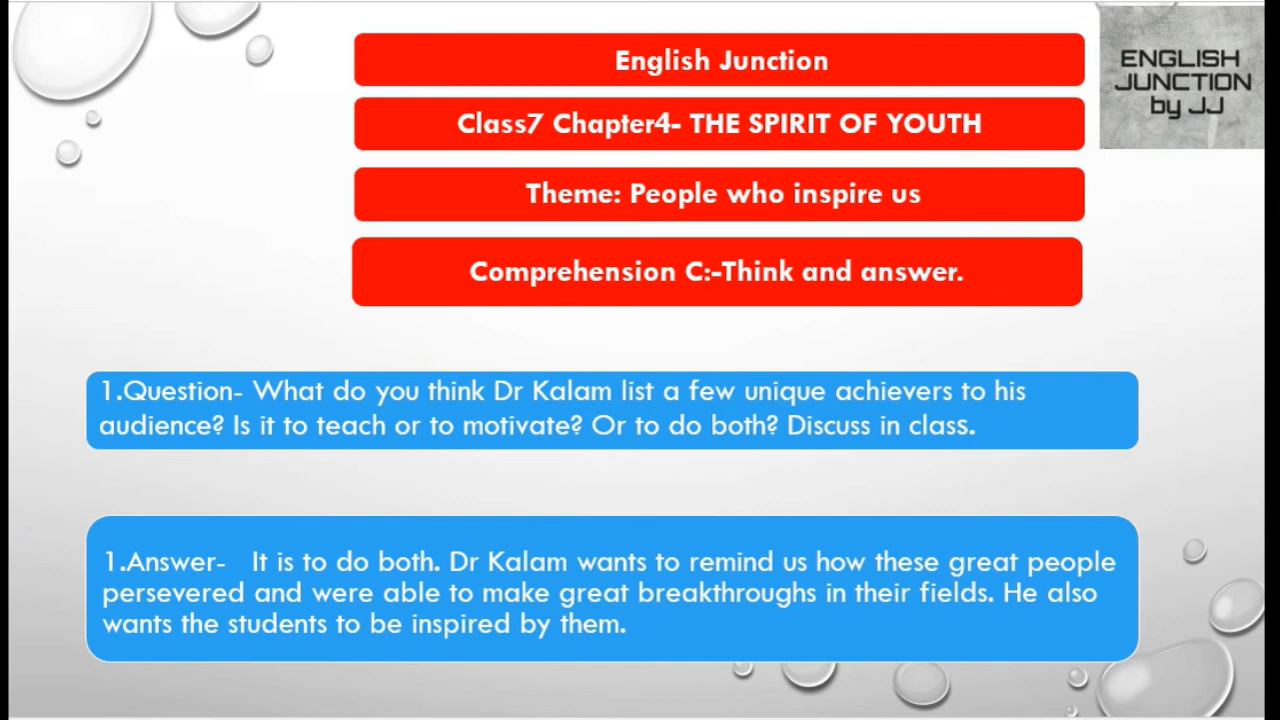 English Junction
ENGLISH
JUNCTION
by JJ
Class7 Chapter4- THE SPIRIT OF YOUTH
Theme: People who inspire us
Comprehension C:-Think and answer.
1.Question- What do you think Dr Kalam list a few unique achievers to his
audience? Is it to teach or to motivate? Or to do both? Discuss in class.
1.Answer- It is to do both. Dr Kalam wants to remind us how these great people
persevered and were able to make great breakthroughs in their fields. He also
wants the students to be inspired by them.